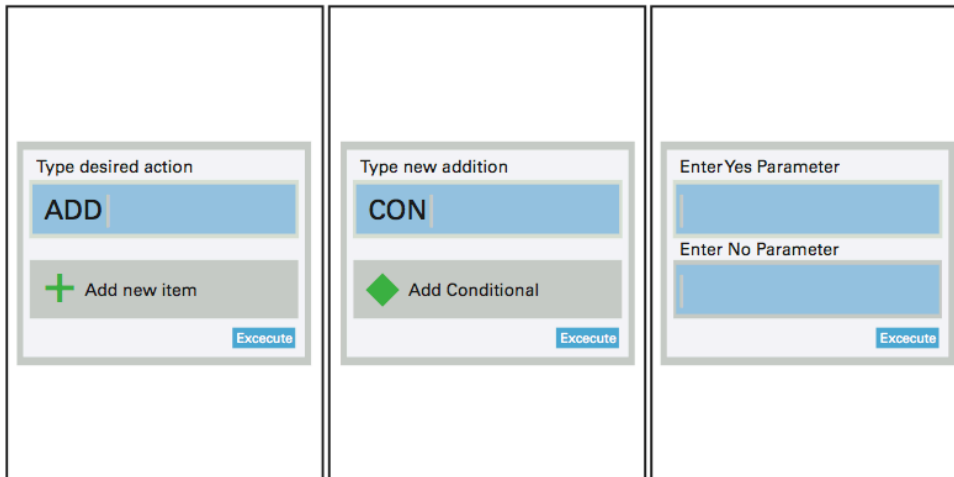 Type desired action
ADD
Add new item
Excecute
Type new addition
CON
Add Conditional
Excecute
Enter Yes Parameter
Enter No Parameter
Excecute